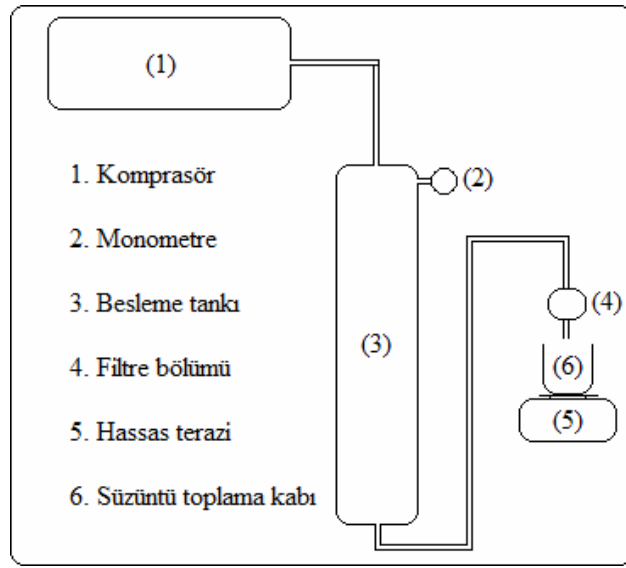 (1)
1. Komprasör
(2)
2. Monometre
3. Besleme tankı
(4)
(3)
4. Filtre bölümü
(6)
5. Hassas terazi
(5)
6. Süzüntü toplama kabı